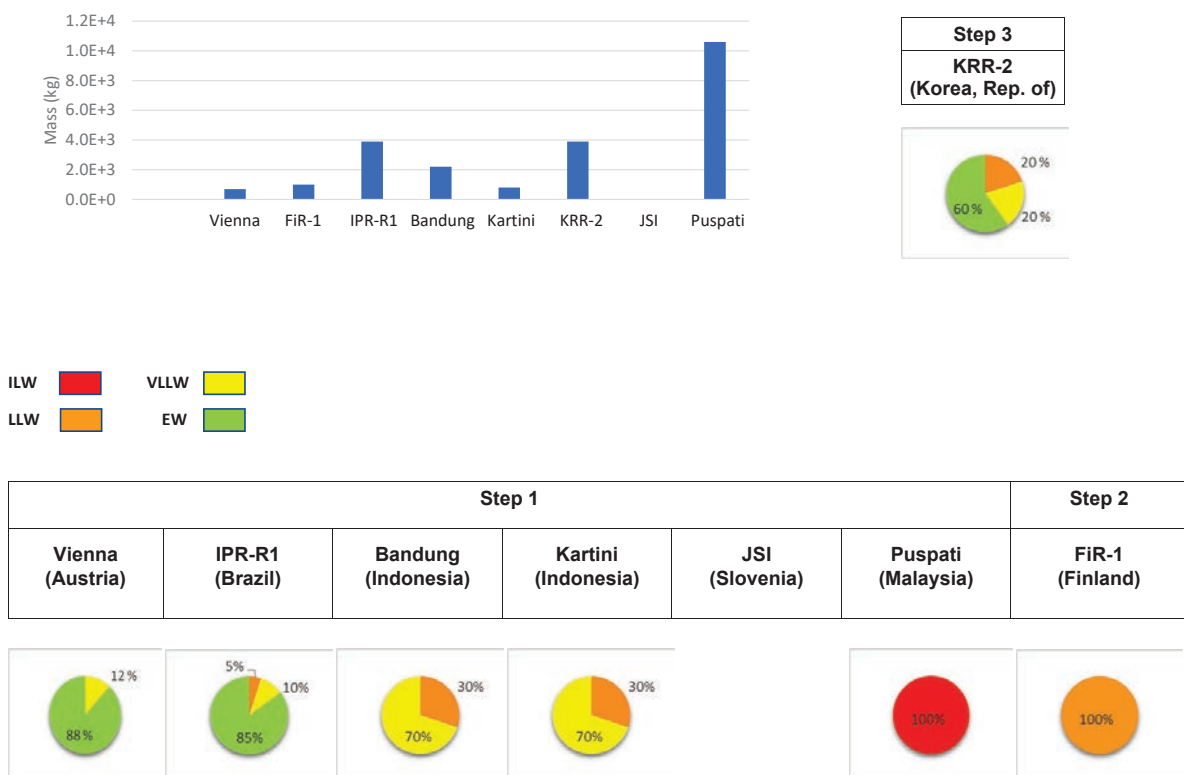 1.2E+4
1.0E+4
8.0E+3
6.0E+3
4.0E+3
2.0E+3
0.0E+0
Mass (kg)
Vienna FiR-1 IPR-R1 Bandung Kartini KRR-2 JSI Puspati
Step 3
KRR-2
(Korea, Rep. of)
20 %
60 %
20 %
ILW VLLW
LLW EW
Step 1 Step 2
Vienna IPR-R1 Bandung Kartini JSI Puspati FiR-1
(Austria) (Brazil) (Indonesia) (Indonesia) (Slovenia) (Malaysia) (Finland)
12 % 5% 10% 30% 30%
88 % 85% 70% 70% 100% 100%